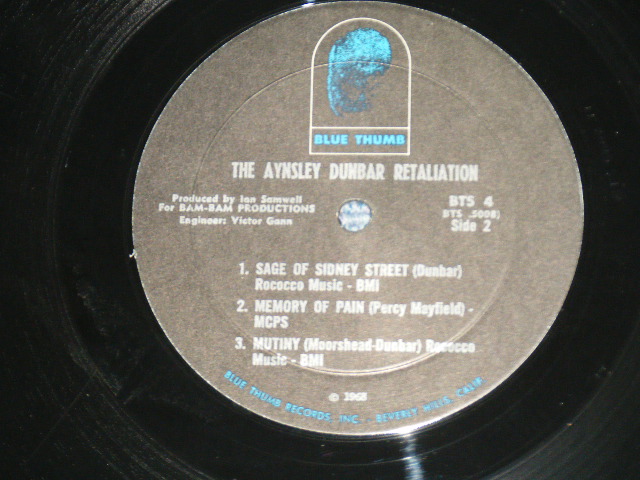 BLUE THUMB
THE AYNSLEY DUNBAR RETALIATION
Produced by Ian Samwell
For BAM-BAM PRODUCTIONS
Engineer: Victor Gann
BTS 4
BTS 5008)
Side 2
1. SAGE OF SIDNEY STREET (Dunbar)
Rococco Music - BMI
2. MEMORY OF PAIN (Percy Mayfield) -
MCPS
3. MUTINY (Moorshead-Dunbar) Rococco
Music - BMI
© 1968
BLUE THUMB RECORDS, INC. - BEVERLY HILLS, CALIF.